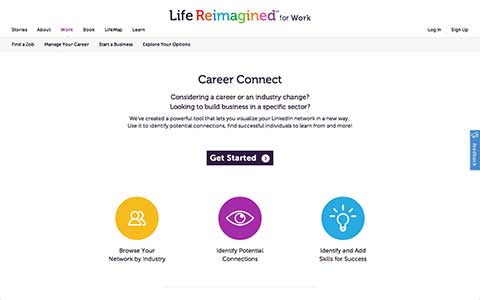 Life Reimagined™ for Work
Stories About Work Book LifeMap Learn Log In Sign Up
Find a Job Manage Your Career Start a Business Explore Your Options
Career Connect
Considering a career or an industry change?
Looking to build business in a specific sector?
We've created a powerful tool that lets you visualize your LinkedIn network in a new way.
Use it to identify potential connections, find successful individuals to learn from and more!
Get Started
Feedback
Browse Your Network by Industry
Identify Potential Connections
Identify and Add Skills for Success